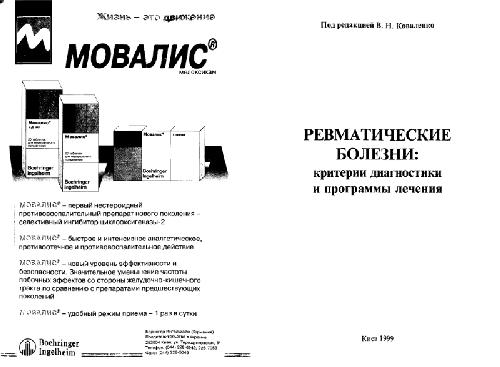 Жизнь – это движение
МОВАЛИС®
мелоксикам
Мовалис®
Мовалис®
Boehringer
Ingelheim
Мовалис®
Boehringer
Ingelheim
Boehringer
Ingelheim
МОВАЛИС® – первый нестероидный
противовоспалительный препарат нового поколения –
селективный ингибитор циклооксигеназы-2
МОВАЛИС® – быстрое и интенсивное аналгетическое,
противоотечное и противовоспалительное действие
МОВАЛИС® – новый уровень эффективности и
безопасности. Значительное уменьшение частоты
побочных эффектов со стороны желудочно-кишечного
тракта по сравнению с препаратами предшествующих
поколений
МОВАЛИС® – удобный режим приема – 1 раз в сутки
Boehringer
Ingelheim
Под редакцией В. Н. Коваленко
РЕВМАТИЧЕСКИЕ
БОЛЕЗНИ:
критерии диагностики
и программы лечения
Киев 1999